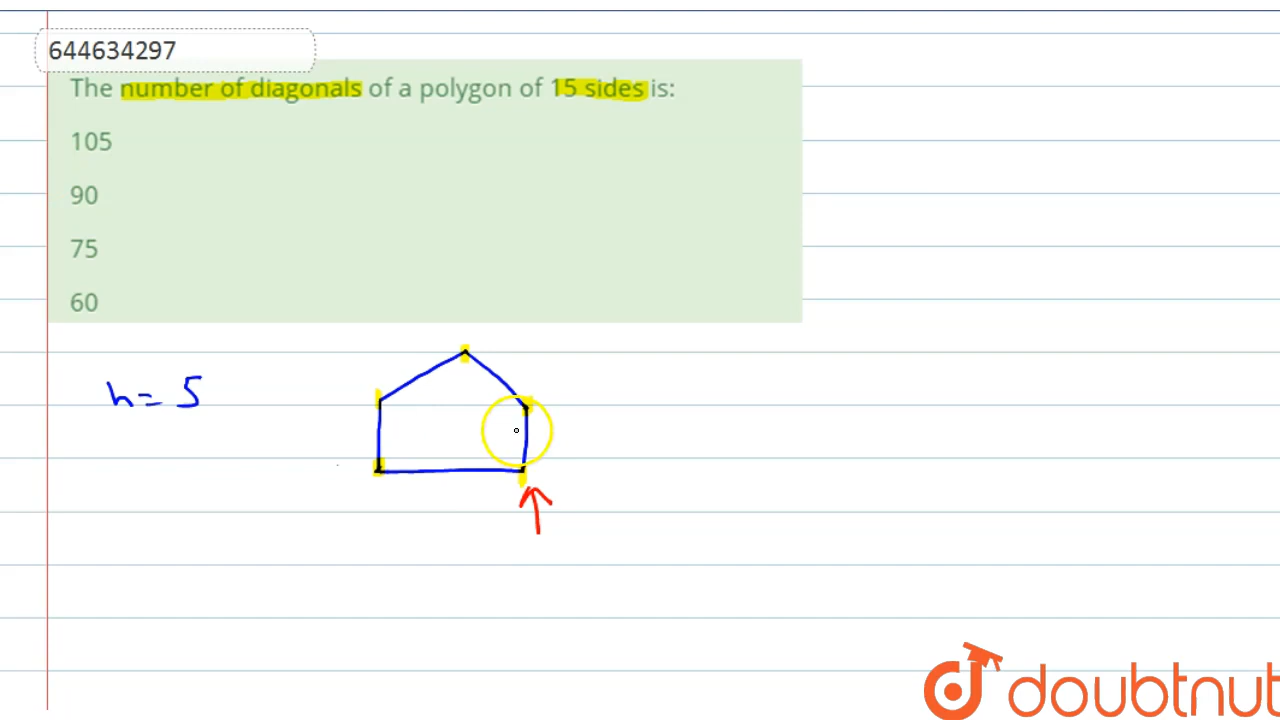 644634297
The number of diagonals of a polygon of 15 sides is:
105
90
75
60
n= 5
doubtnut